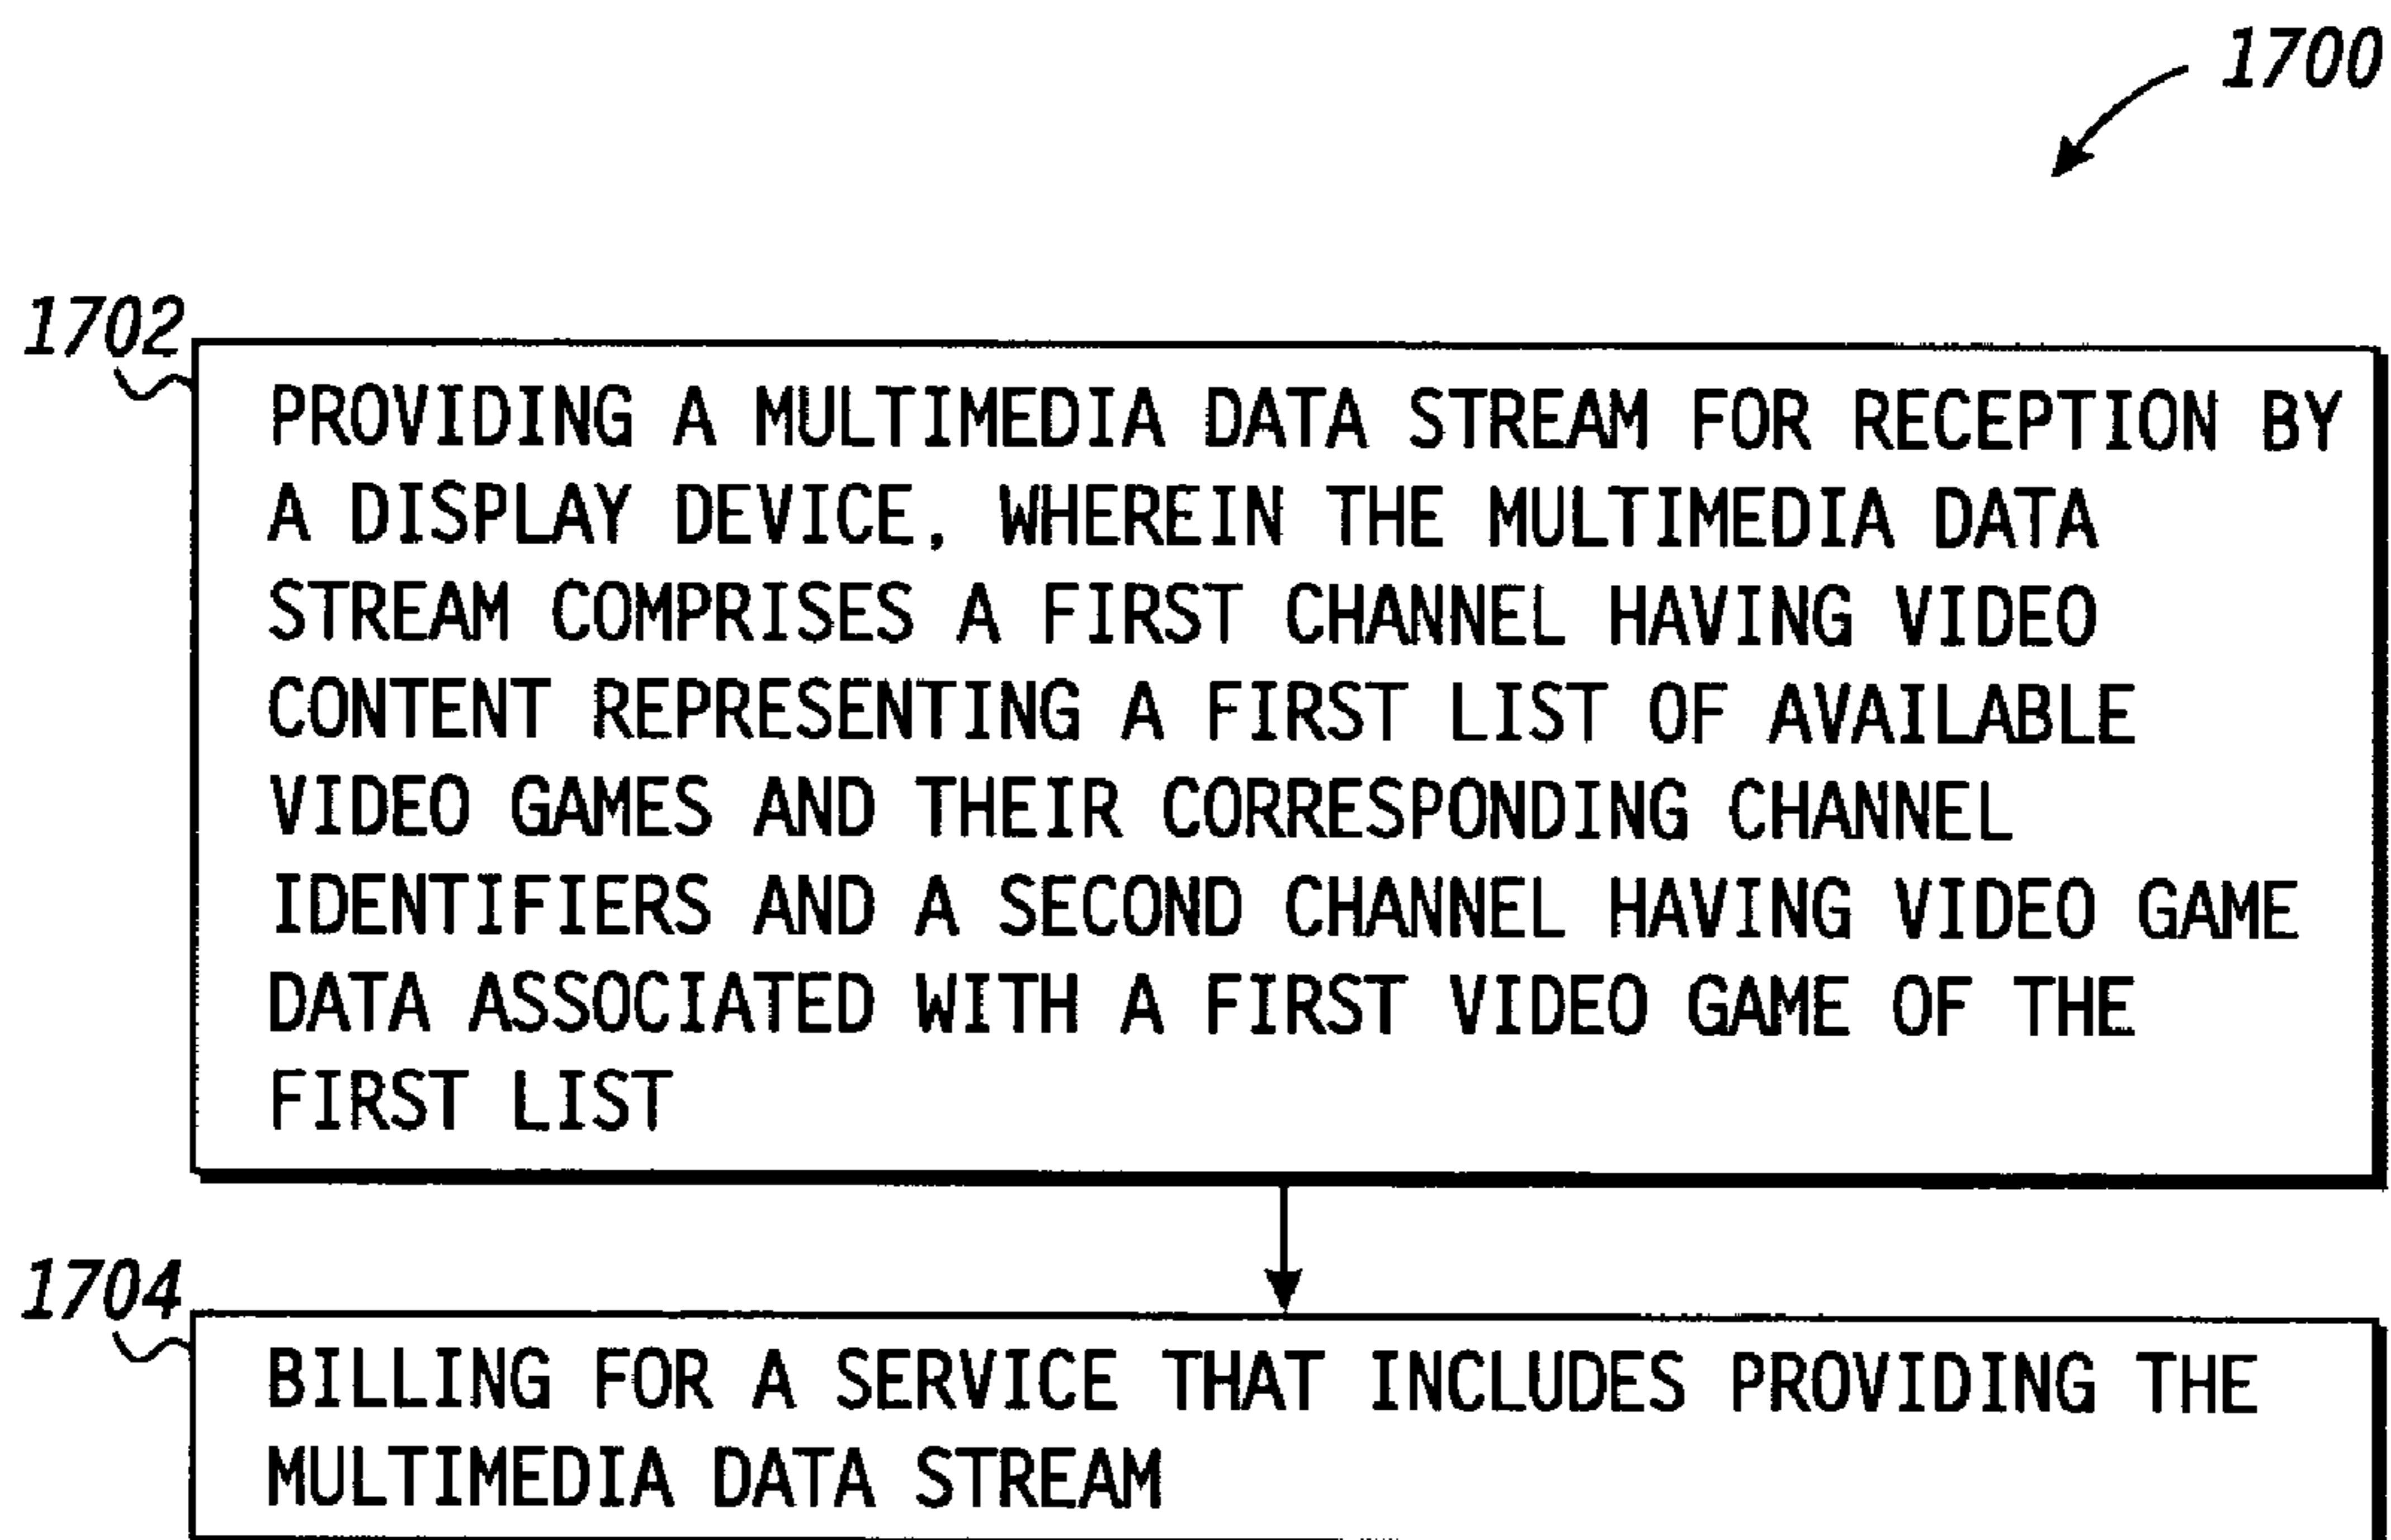 1700
1702
PROVIDING A MULTIMEDIA DATA STREAM FOR RECEPTION BY
A DISPLAY DEVICE, WHEREIN THE MULTIMEDIA DATA
STREAM COMPRISES A FIRST CHANNEL HAVING VIDEO
CONTENT REPRESENTING A FIRST LIST OF AVAILABLE
VIDEO GAMES AND THEIR CORRESPONDING CHANNEL
IDENTIFIERS AND A SECOND CHANNEL HAVING VIDEO GAME
DATA ASSOCIATED WITH A FIRST VIDEO GAME OF THE
FIRST LIST
1704
BILLING FOR A SERVICE THAT INCLUDES PROVIDING THE
MULTIMEDIA DATA STREAM